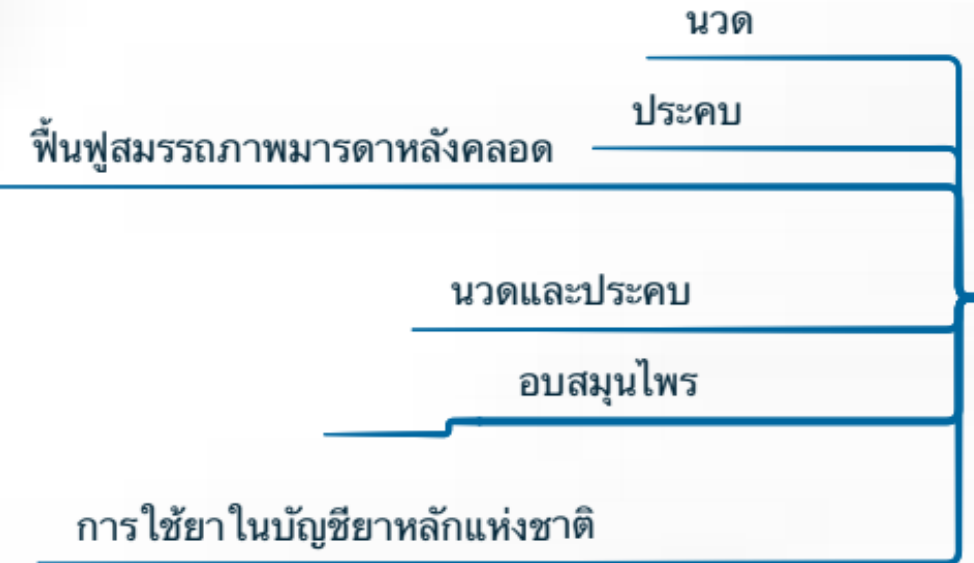 นวด
ประคบ
ฟื้นฟูสมรรถภาพมารดาหลังคลอด
นวดและประคบ
อบสมุนไพร
การใช้ยาในบัญชียาหลักแห่งชาติ